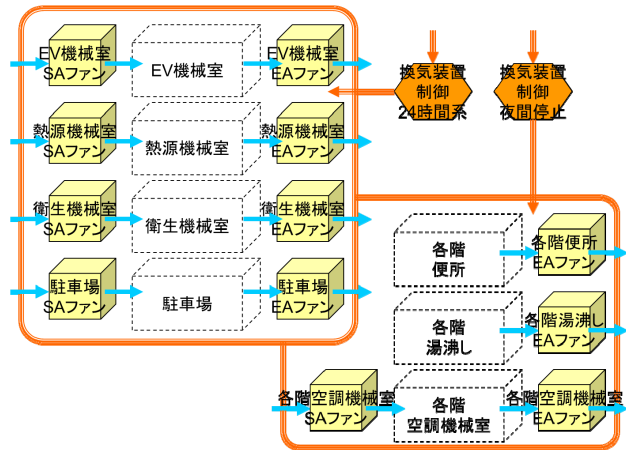 EV機械室
SAファン
EV機械室
EV機械室
EAファン
換気装置
制御
24時間系
換気装置
制御
夜間停止
熱源機械室
SAファン
熱源機械室
熱源機械室
EAファン
衛生機械室
SAファン
衛生機械室
衛生機械室
EAファン
駐車場
SAファン
駐車場
駐車場
EAファン
各階
便所
各階便所
EAファン
各階
湯沸し
各階湯沸し
EAファン
各階空調機械室
SAファン
各階
空調機械室
各階空調機械室
EAファン